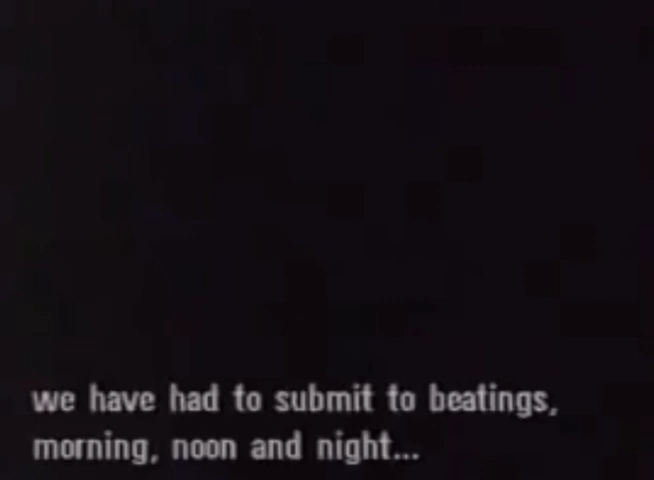 we have had to submit to beatings,
morning, noon and night...